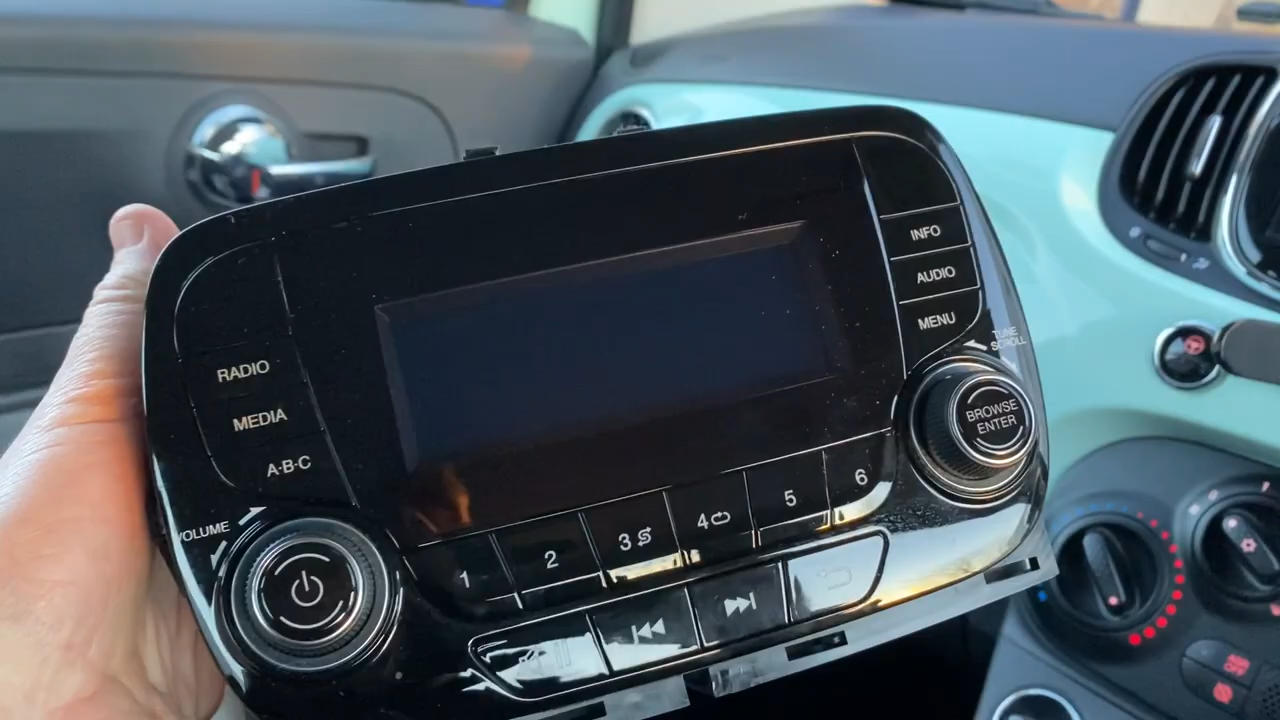 INFO
AUDIO
MENU
TUNE
SCROLL
RADIO
MEDIA
A-B-C
BROWSE
ENTER
VOLUME
1
2
3
4
5
6